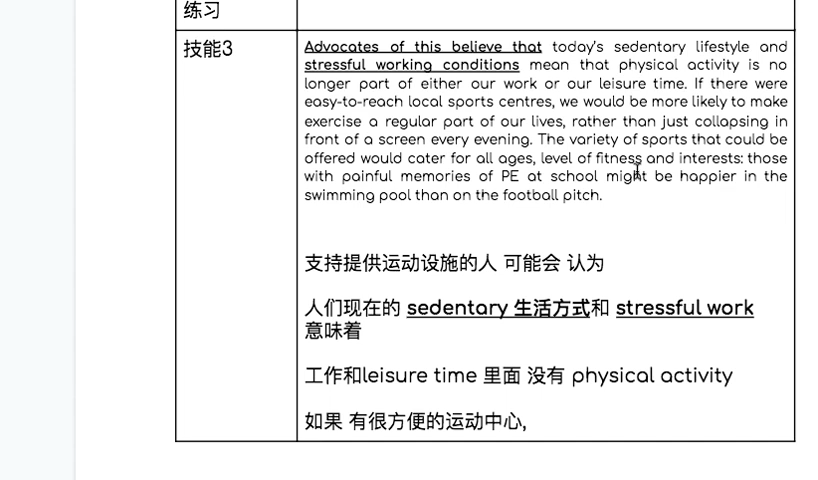 练习
技能3
Advocates of this believe that today's sedentary lifestyle and
stressful working conditions mean that physical activity is no
longer part of either our work or our leisure time. If there were
easy-to-reach local sports centres, we would be more likely to make
exercise a regular part of our lives, rather than just collapsing in
front of a screen every evening. The variety of sports that could be
offered would cater for all ages, level of fitness and interests: those
with painful memories of PE at school might be happier in the
swimming pool than on the football pitch.
支持提供运动设施的人 可能会 认为
人们现在的 sedentary 生活方式和 stressful work
意味着
工作和leisure time 里面 没有 physical activity
如果 有很方便的运动中心,